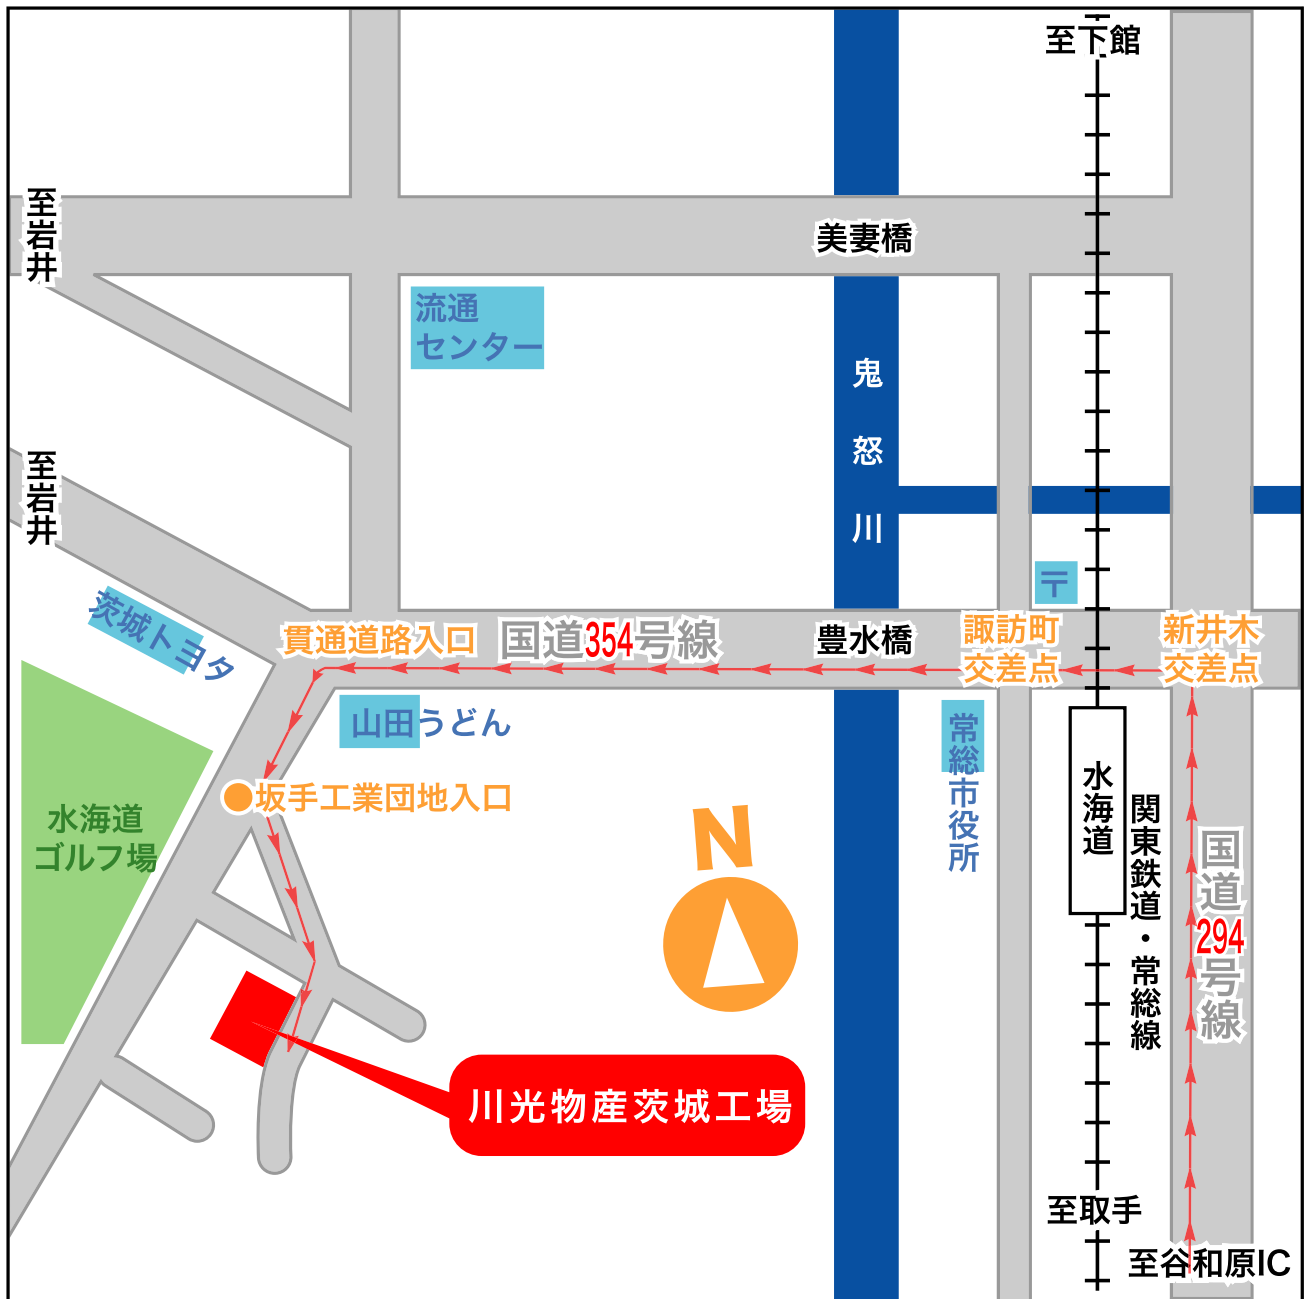 至下館
至岩井
美妻橋
流通
センター
鬼怒川
至岩井
〒
茨城トヨタ
貫通道路入口
国道354号線
豊水橋
諏訪町
交差点
新井木
交差点
山田うどん
常総市役所
坂手工業団地入口
水海道
関東鉄道・常総線
水海道
ゴルフ場
N
国道294号線
川光物産茨城工場
至取手
至谷和原IC